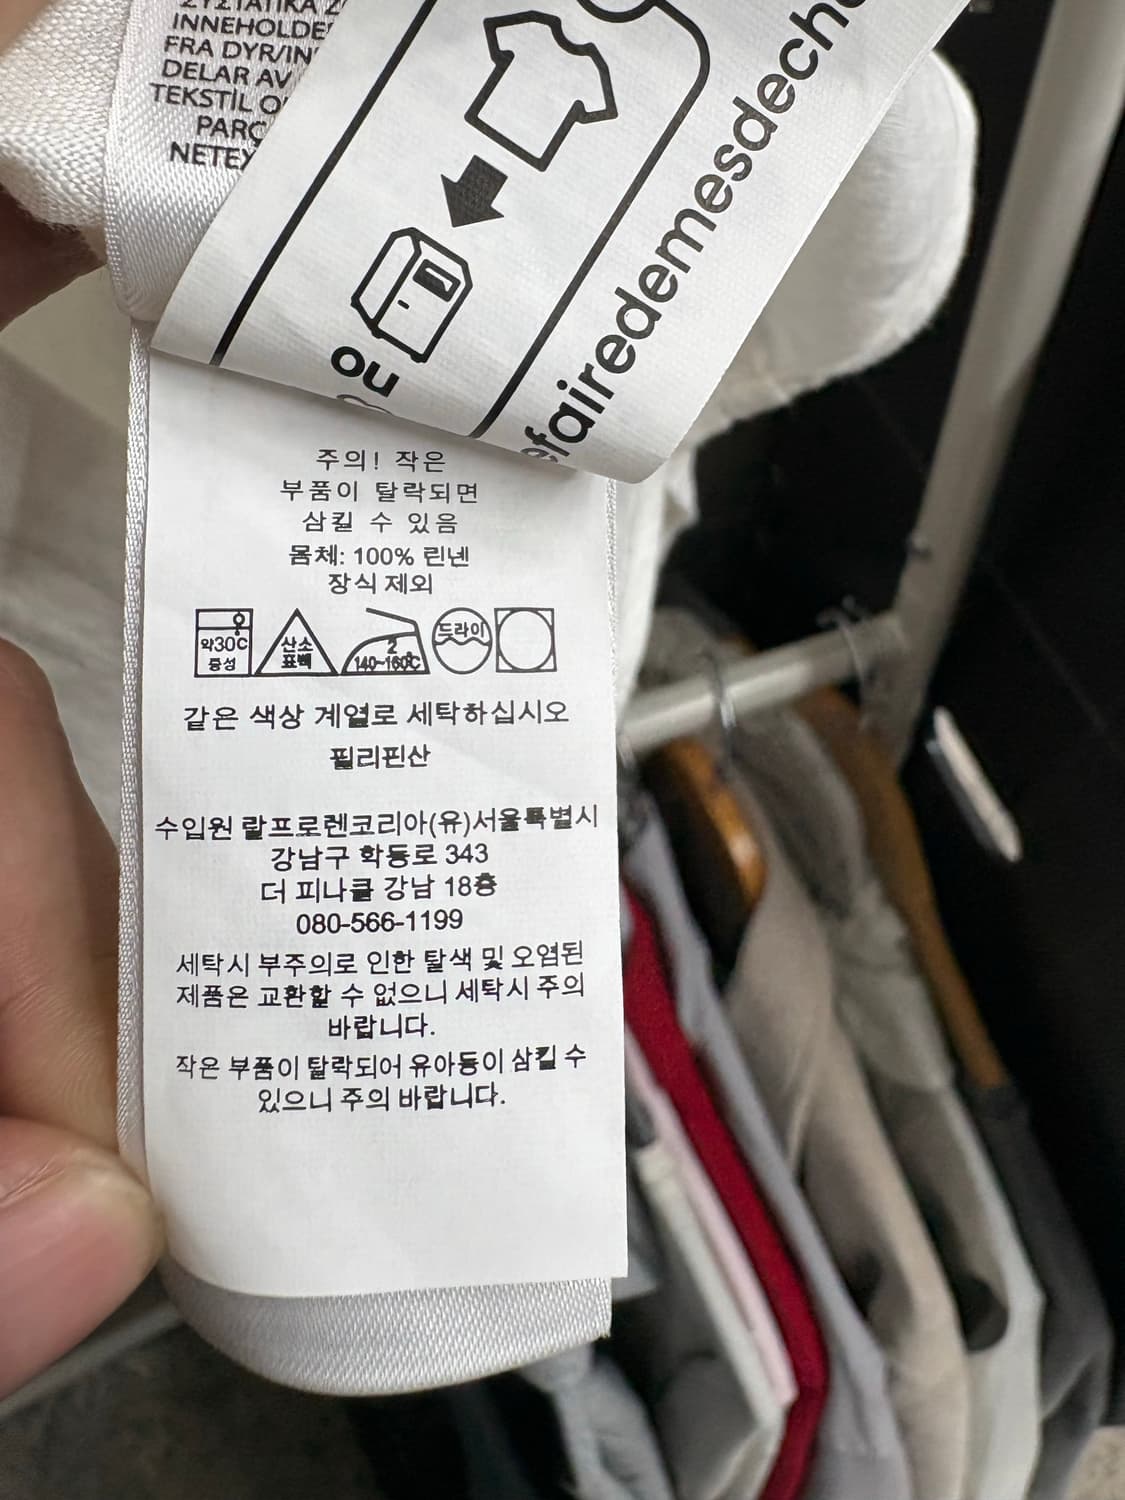 INNEHOLDE
FRA DYR/IN
DELAR AV
TEKSTİL
NETEX
OU
efairedemesdech
주의! 작은
부품이 탈락되면
삼킬 수 있음
몸체: 100% 린넨
장식 제외
약30℃
중성
산소
표백
2
140~160℃
드라이
같은 색상 계열로 세탁하십시오
필리핀산
수입원 랄프로렌코리아(유)서울특별시
강남구 학동로 343
더 피나클 강남 18층
080-566-1199
세탁시 부주의로 인한 탈색 및 오염된
제품은 교환할 수 없으니 세탁시 주의
바랍니다.
작은 부품이 탈락되어 유아등이 삼킬 수
있으니 주의 바랍니다.